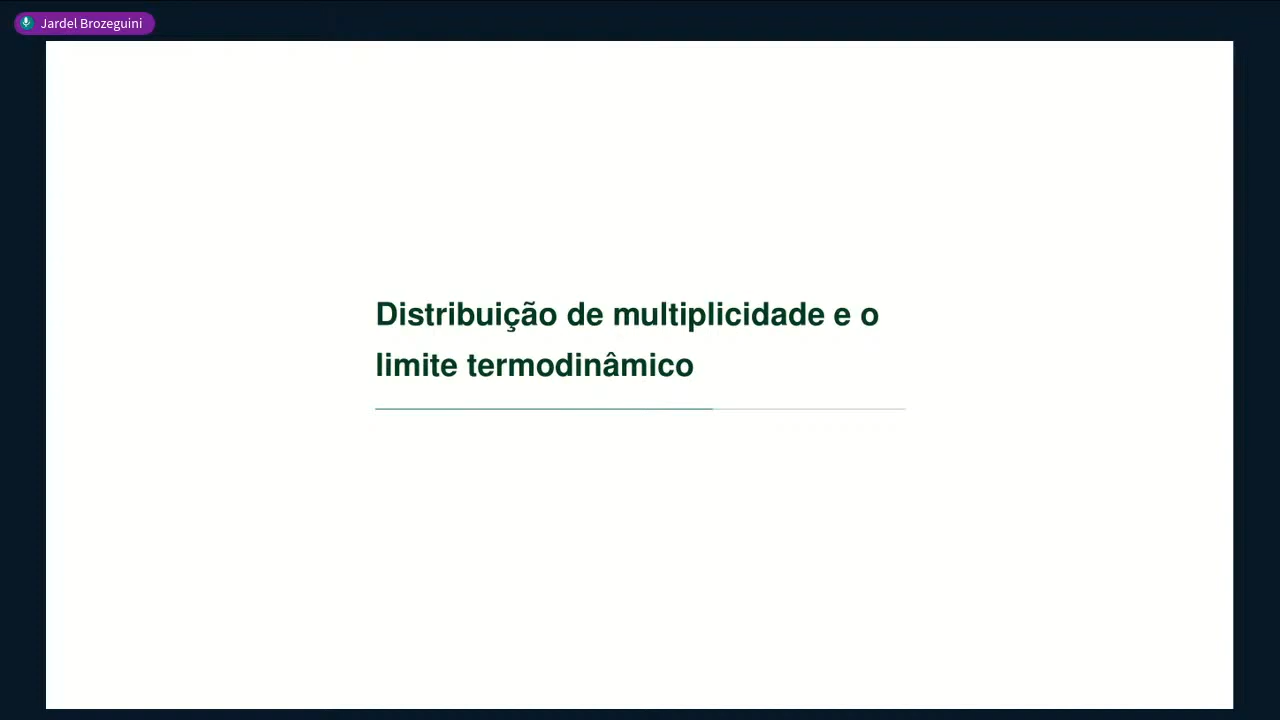 Jardel Brozeguini
Distribuição de multiplicidade e o
limite termodinâmico